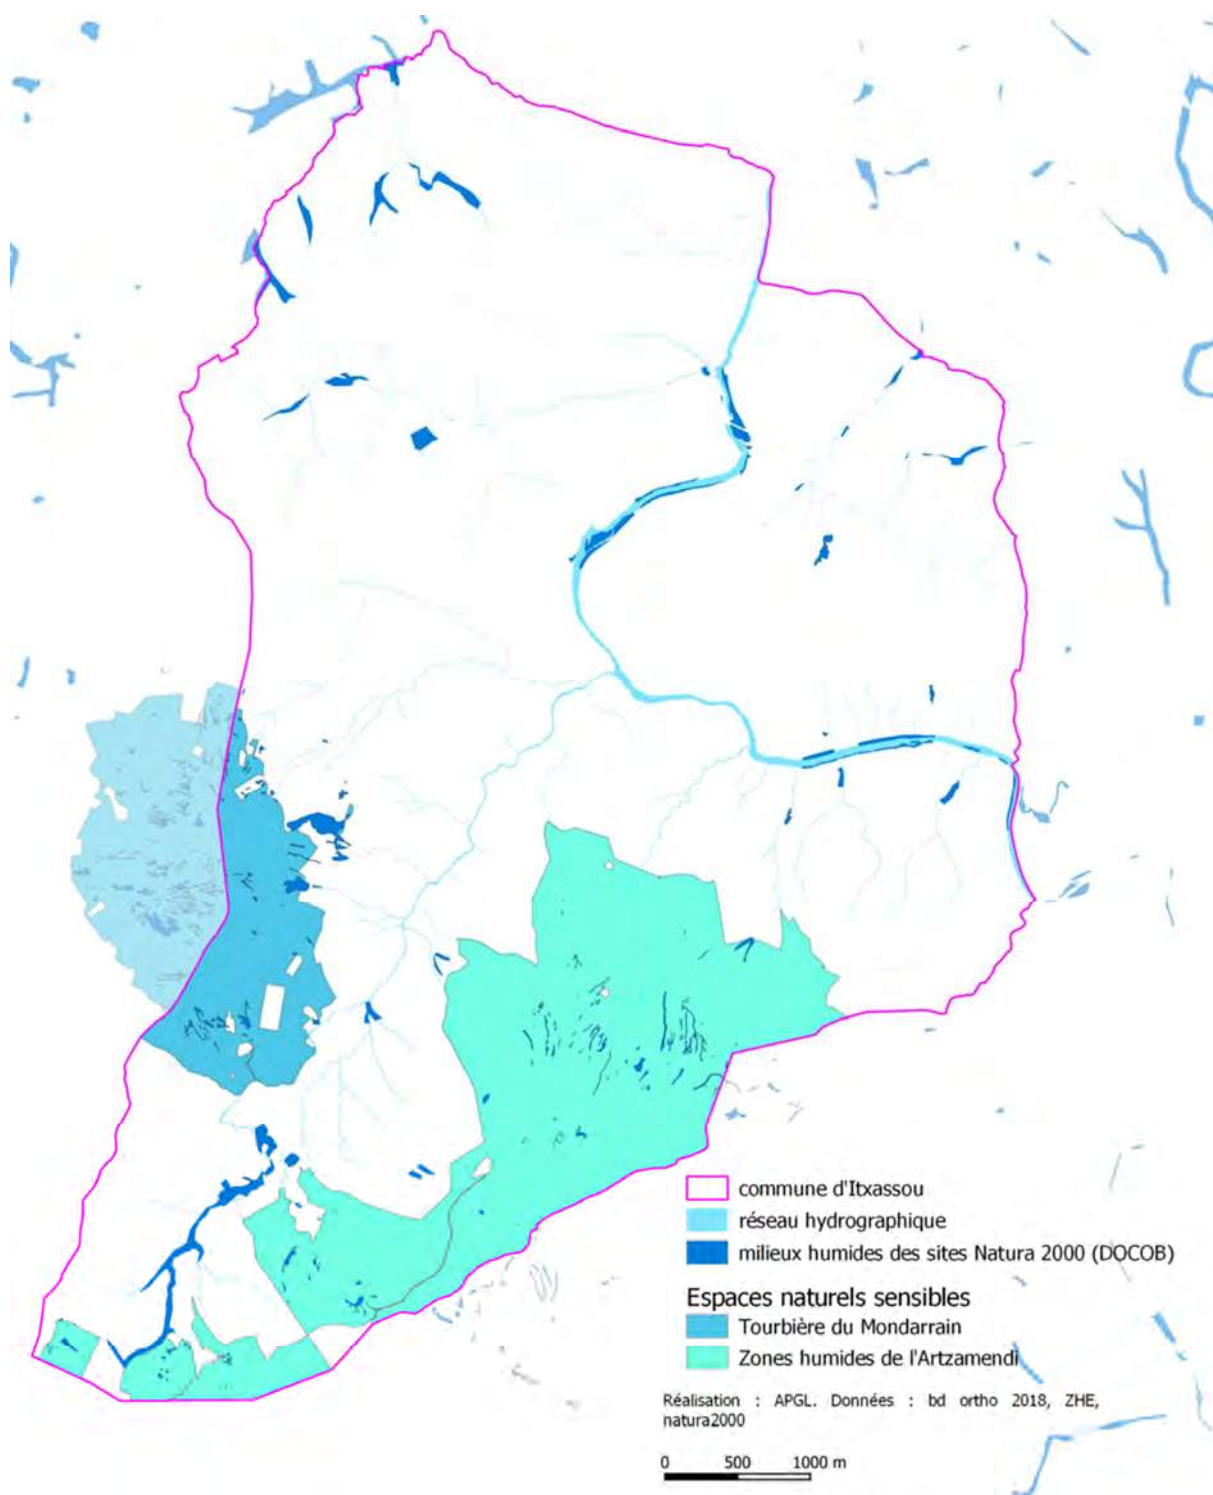 commune d'Itxassou
réseau hydrographique
milieux humides des sites Natura 2000 (DOCOB)
Espaces naturels sensibles
Tourbière du Mondarrain
Zones humides de l'Artzamendi
Réalisation : APGL. Données : bd ortho 2018, ZHE,
natura2000
0 500 1000 m